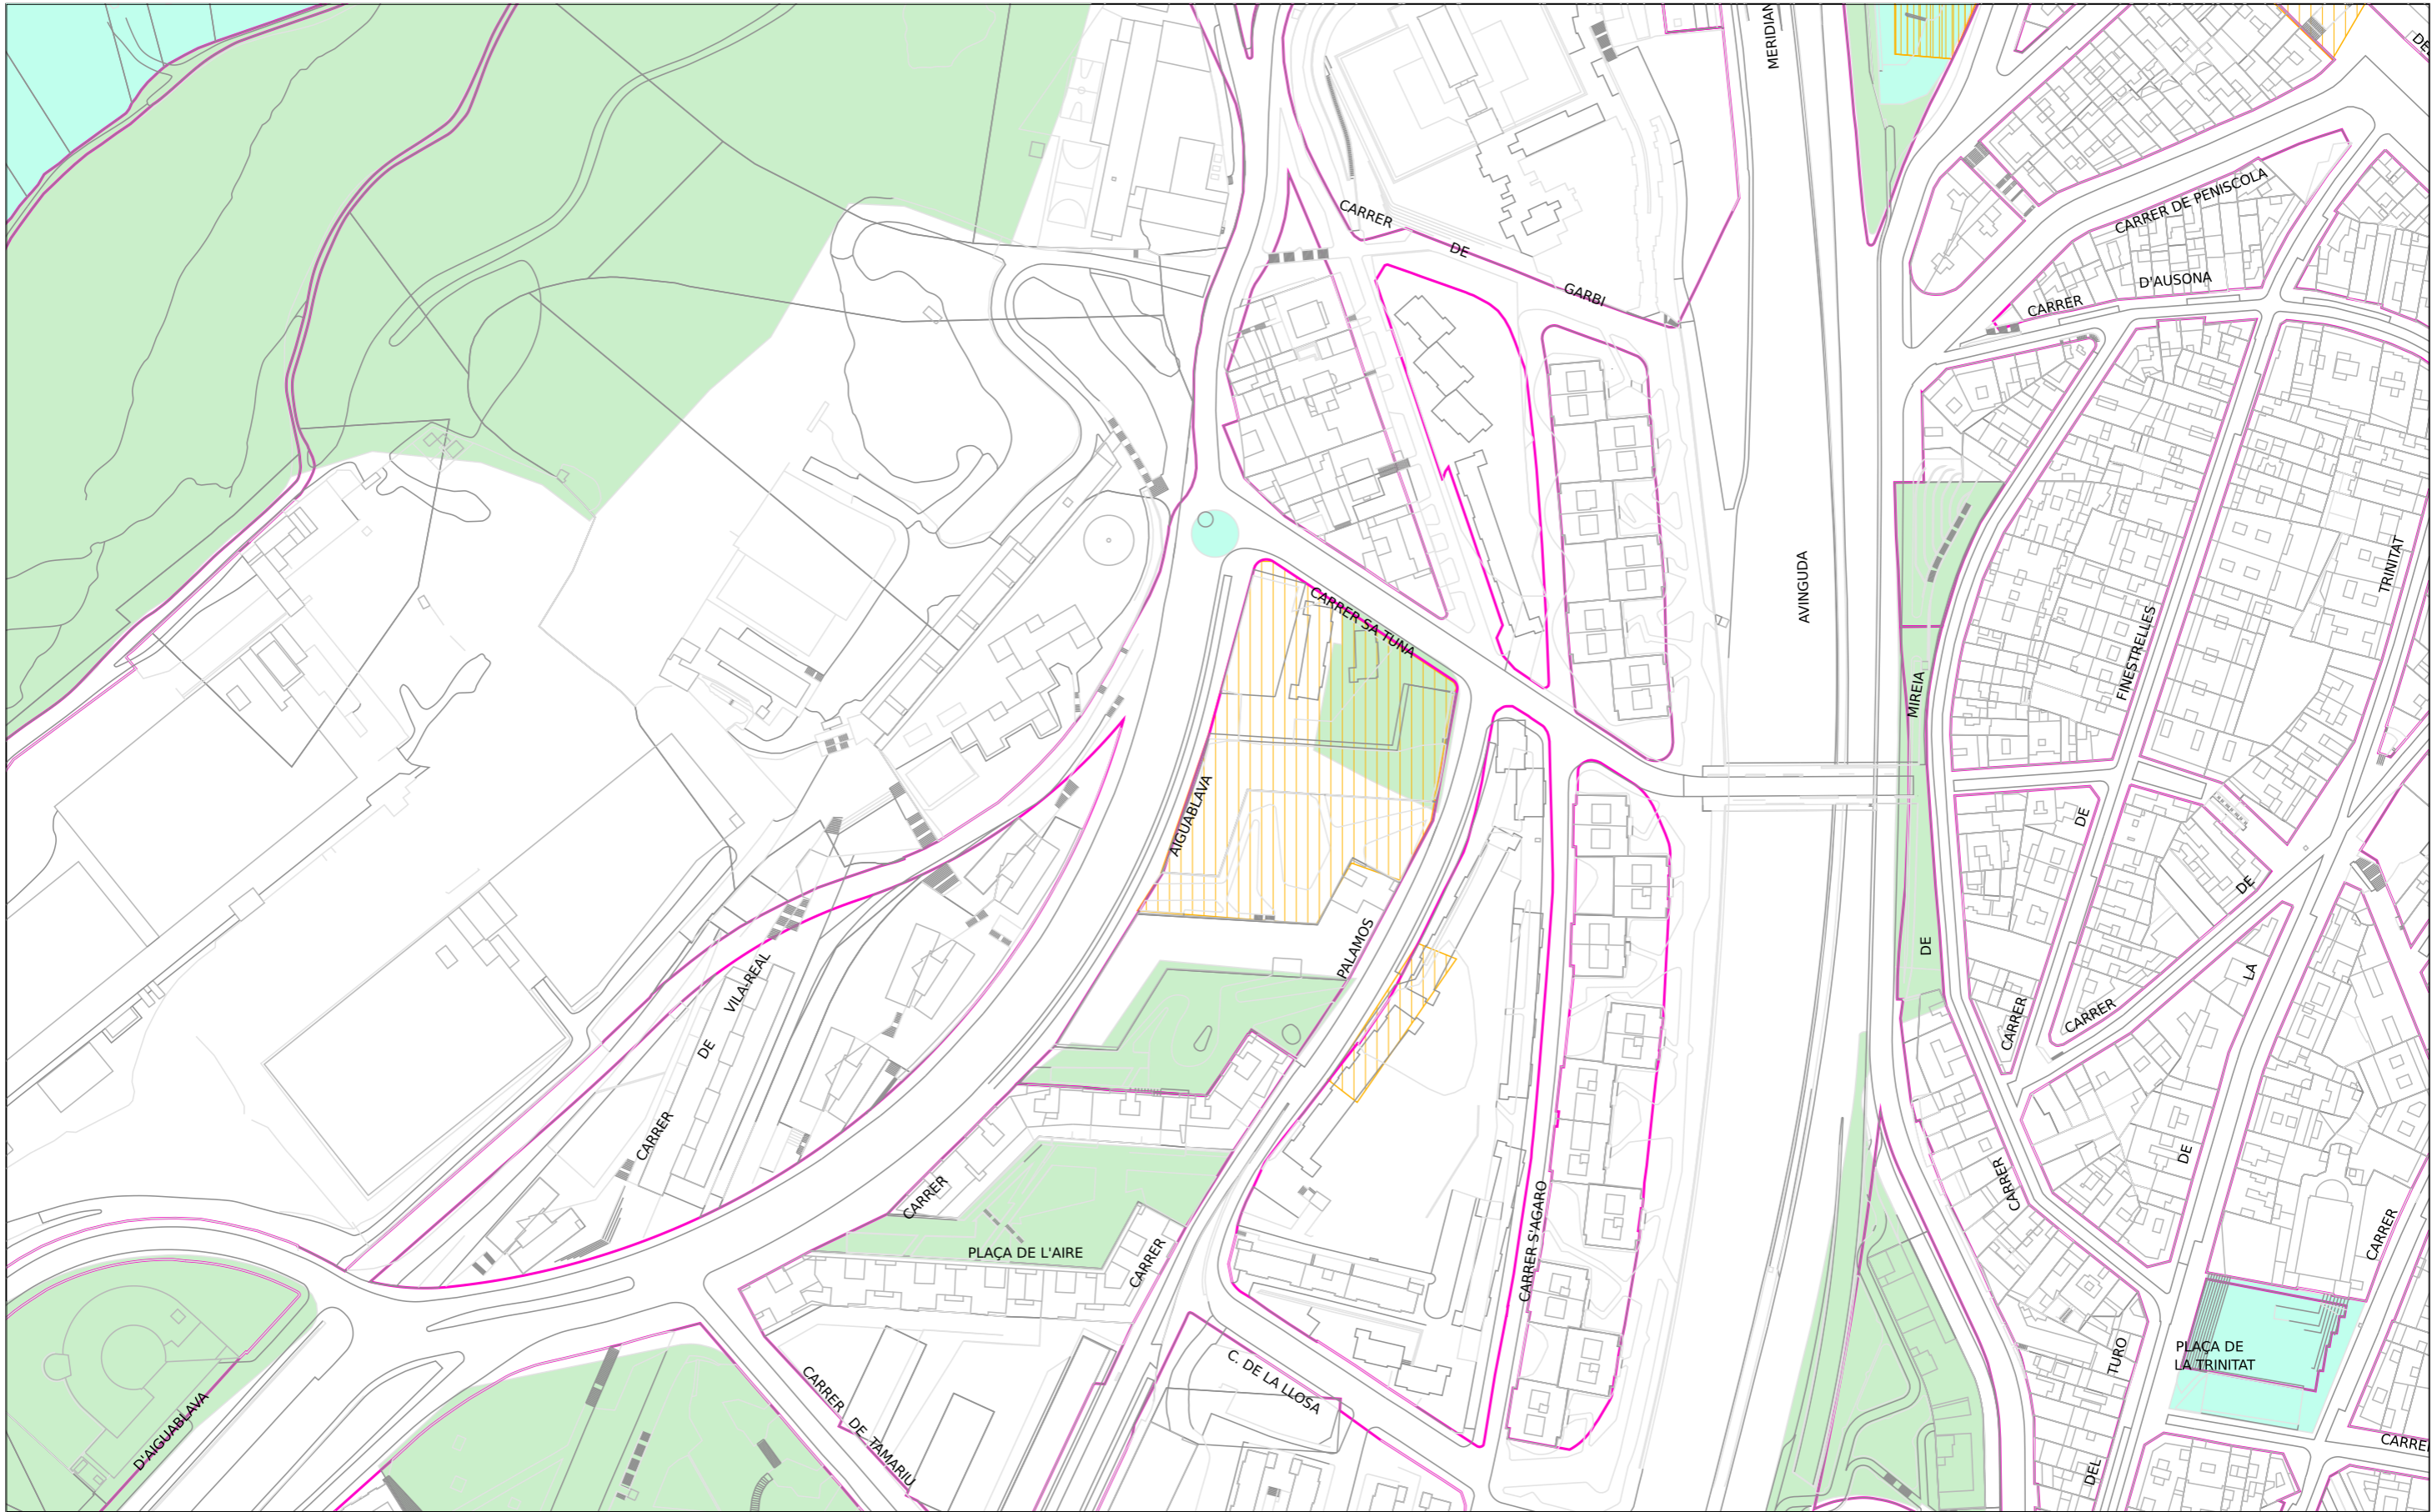 MERIDIAN
DEL
CARRER DE PENISCOLA
CARRER
DE
GARBI
D'AUSONA
CARRER
TRINITAT
AVINGUDA
CARRER SA TUNA
FINESTRELLES
MIREIA
AIGUABLAVA
DE
DE
PALAMOS
DE
VILA-REAL
LA
CARRER
CARRER
DE
CARRER
DE
CARRER
CARRER
CARRER
CARRER S'AGARO
PLAÇA DE L'AIRE
CARRER
PLAÇA DE
LA TRINITAT
TURO
C. DE LA LLOSA
CARRER DE TAMARIU
D'AIGUABLAVA
CARRE
DEL